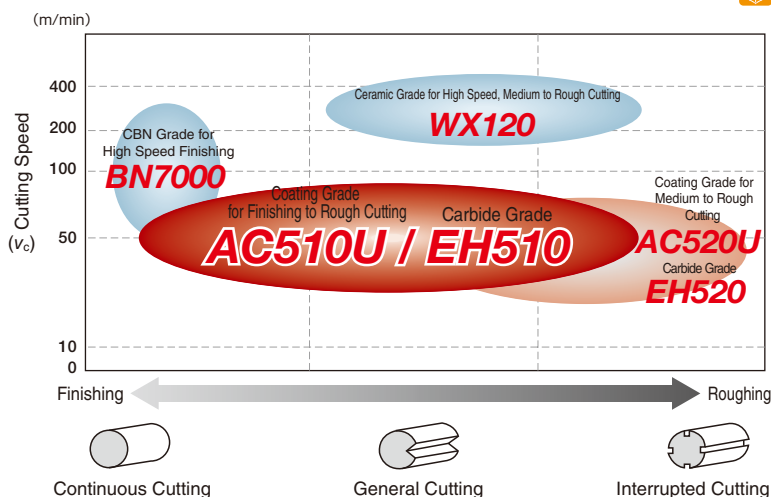 (m/min)
Cutting Speed
(vc)
400
200
100
50
10
0
CBN Grade for
High Speed Finishing
BN7000
Ceramic Grade for High Speed, Medium to Rough Cutting
WX120
Coating Grade
for Finishing to Rough Cutting
Carbide Grade
AC510U / EH510
Coating Grade for
Medium to Rough
Cutting
AC520U
Carbide Grade
EH520
Finishing
Roughing
Continuous Cutting
General Cutting
Interrupted Cutting